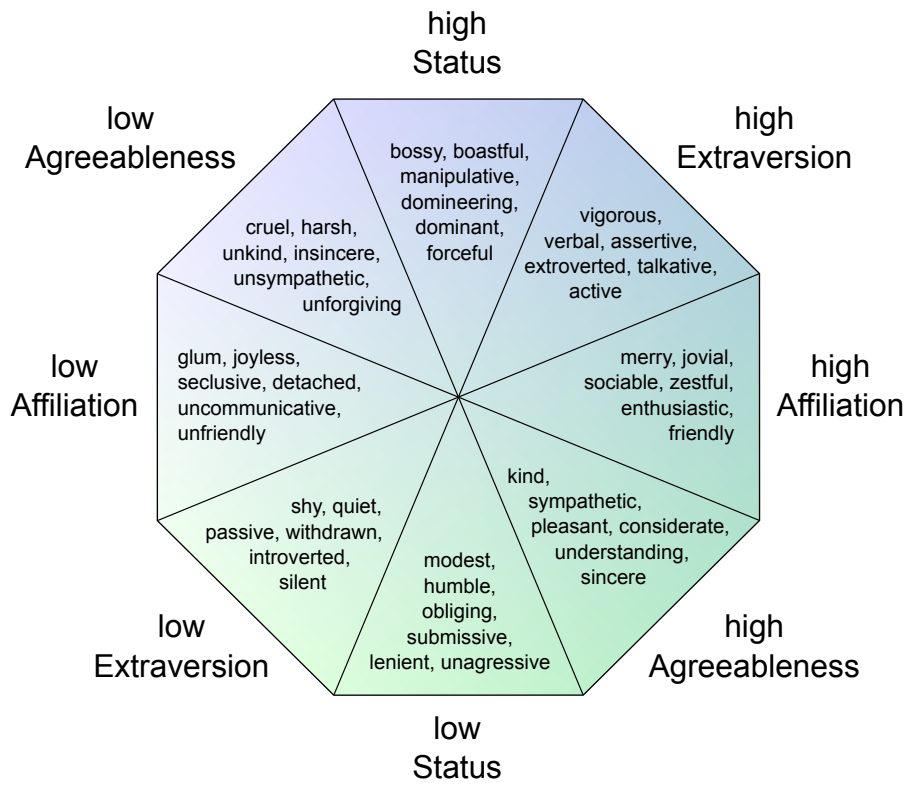 high
Status
low
Agreeableness
high
Extraversion
bossy, boastful,
manipulative,
domineering,
dominant,
forceful
cruel, harsh,
unkind, insincere,
unsympathetic,
unforgiving
vigorous,
verbal, assertive,
extroverted, talkative,
active
low
Affiliation
glum, joyless,
seclusive, detached,
uncommunicative,
unfriendly
merry, jovial,
sociable, zestful,
enthusiastic,
friendly
high
Affiliation
shy, quiet,
passive, withdrawn,
introverted,
silent
modest,
humble,
obliging,
submissive,
lenient, unagressive
kind,
sympathetic,
pleasant, considerate,
understanding,
sincere
low
Extraversion
high
Agreeableness
low
Status